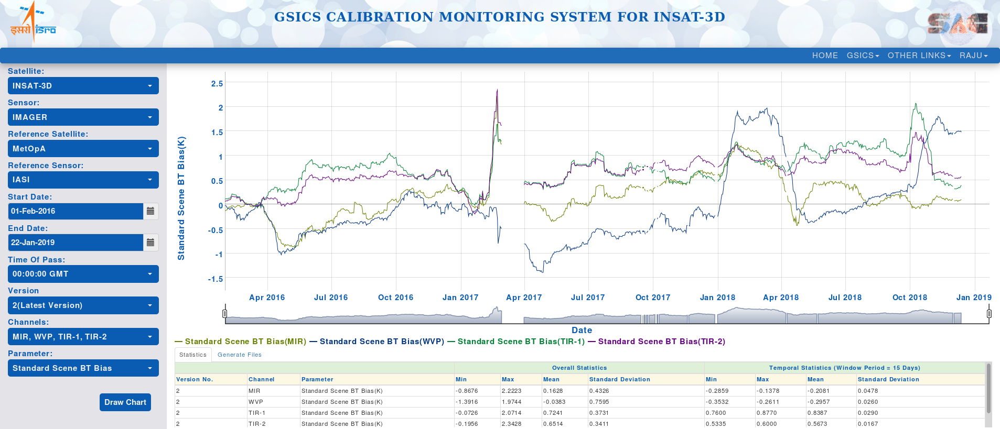 इसरो isro
GSICS CALIBRATION MONITORING SYSTEM FOR INSAT-3D
SAC
HOME GSICS OTHER LINKS RAJU
Satellite:
INSAT-3D
Sensor:
IMAGER
Reference Satellite:
MetOpA
Reference Sensor:
IASI
Start Date:
01-Feb-2016
End Date:
22-Jan-2019
Time Of Pass:
00:00:00 GMT
Version
2(Latest Version)
Channels:
MIR, WVP, TIR-1, TIR-2
Parameter:
Standard Scene BT Bias
Draw Chart
Standard Scene BT Bias(K)
2.5
2
1.5
1
0.5
0
-0.5
-1
-1.5
Apr 2016 Jul 2016 Oct 2016 Jan 2017 Apr 2017 Jul 2017 Oct 2017 Jan 2018 Apr 2018 Jul 2018 Oct 2018 Jan 2019
Date
Standard Scene BT Bias(MIR) Standard Scene BT Bias(WVP) Standard Scene BT Bias(TIR-1) Standard Scene BT Bias(TIR-2)
Statistics Generate Files
Overall Statistics Temporal Statistics (Window Period = 15 Days)
Version No. Channel Parameter Min Max Mean Standard Deviation Min Max Mean Standard Deviation
2 MIR Standard Scene BT Bias(K) -0.8676 2.2223 0.1628 0.4326 -0.2859 -0.1378 -0.2081 0.0478
2 WVP Standard Scene BT Bias(K) -1.3916 1.9744 -0.0383 0.7595 -0.3532 -0.2611 -0.2957 0.0260
2 TIR-1 Standard Scene BT Bias(K) -0.0726 2.0714 0.7241 0.3731 0.7600 0.8770 0.8387 0.0290
2 TIR-2 Standard Scene BT Bias(K) -0.1956 2.3428 0.6514 0.3411 0.5335 0.6000 0.5673 0.0167